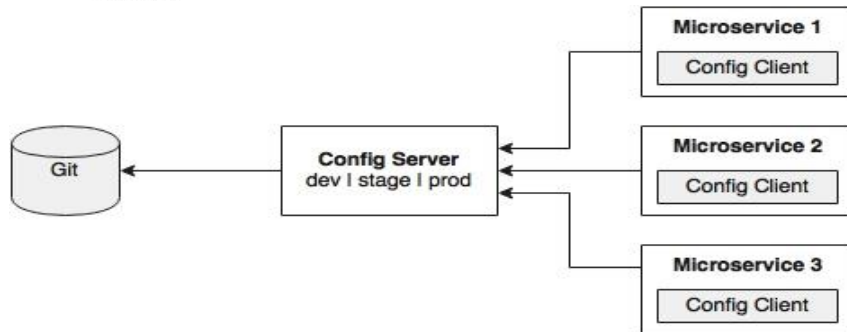 Git
Config Server
dev | stage | prod
Microservice 1
Config Client
Microservice 2
Config Client
Microservice 3
Config Client